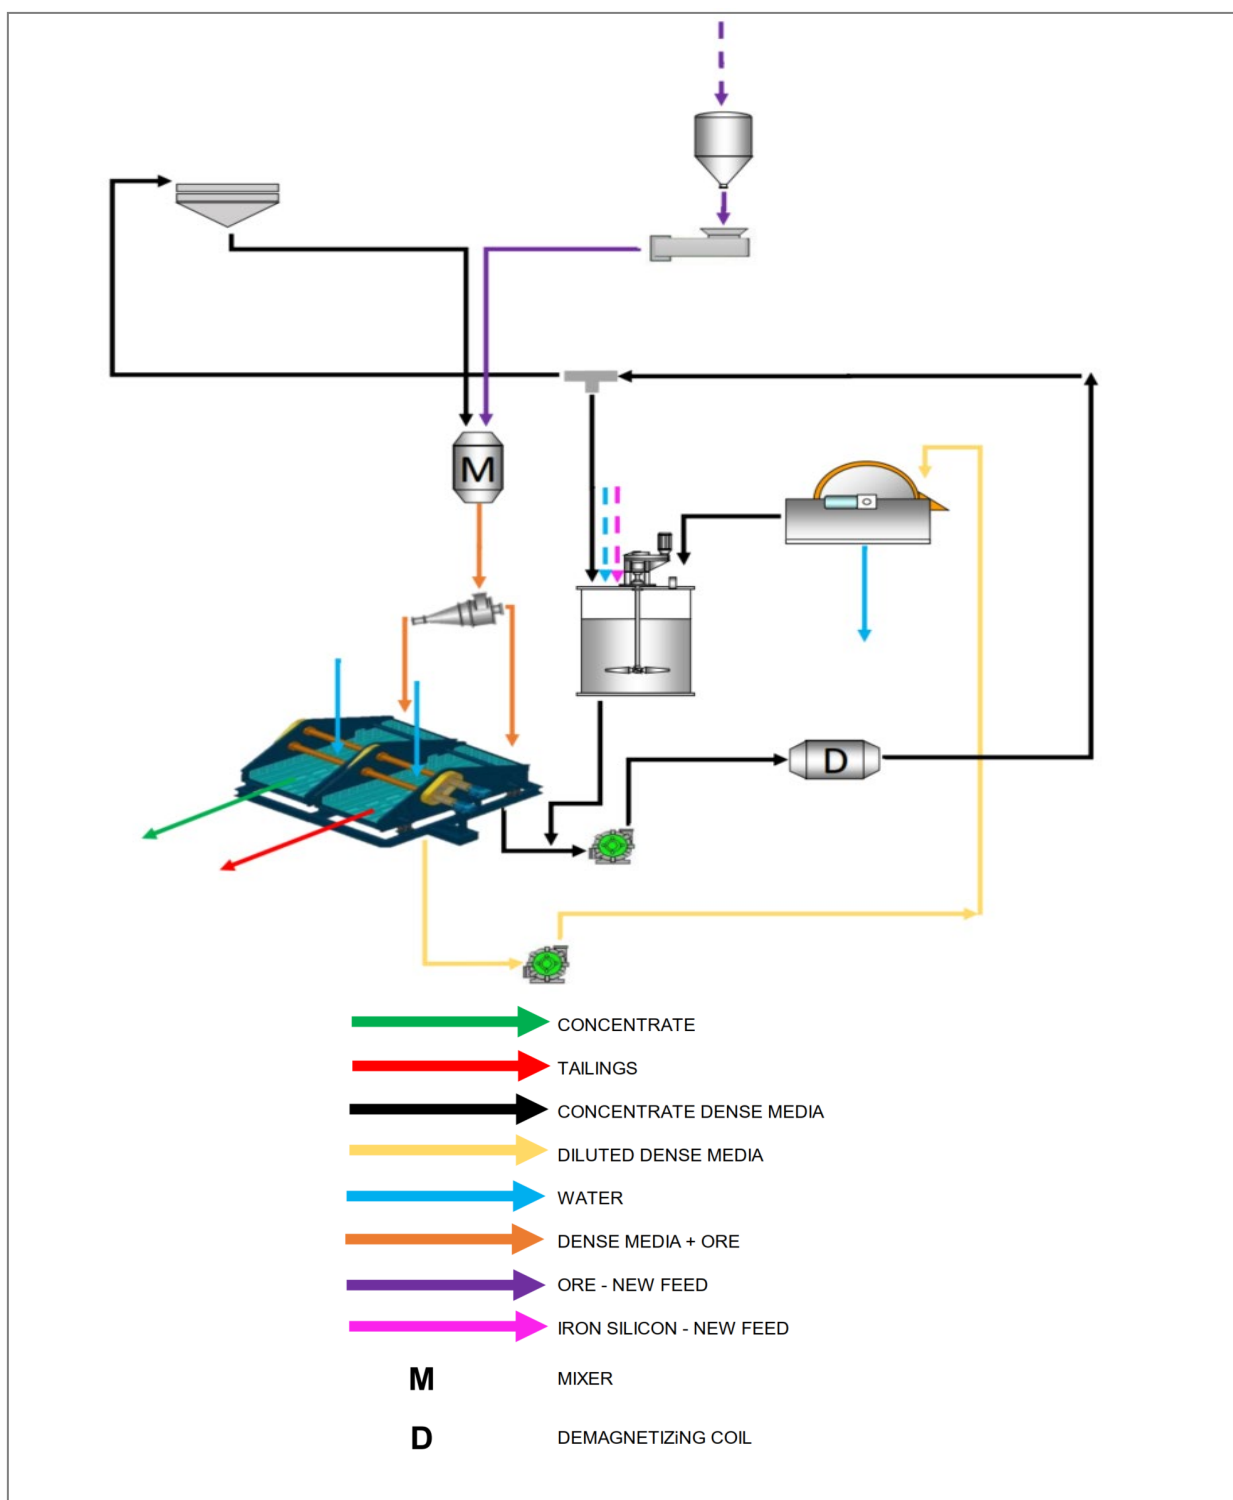 M
D
CONCENTRATE
TAILINGS
CONCENTRATE DENSE MEDIA
DILUTED DENSE MEDIA
WATER
DENSE MEDIA + ORE
ORE - NEW FEED
IRON SILICON - NEW FEED
M MIXER
D DEMAGNETIZiNG COIL